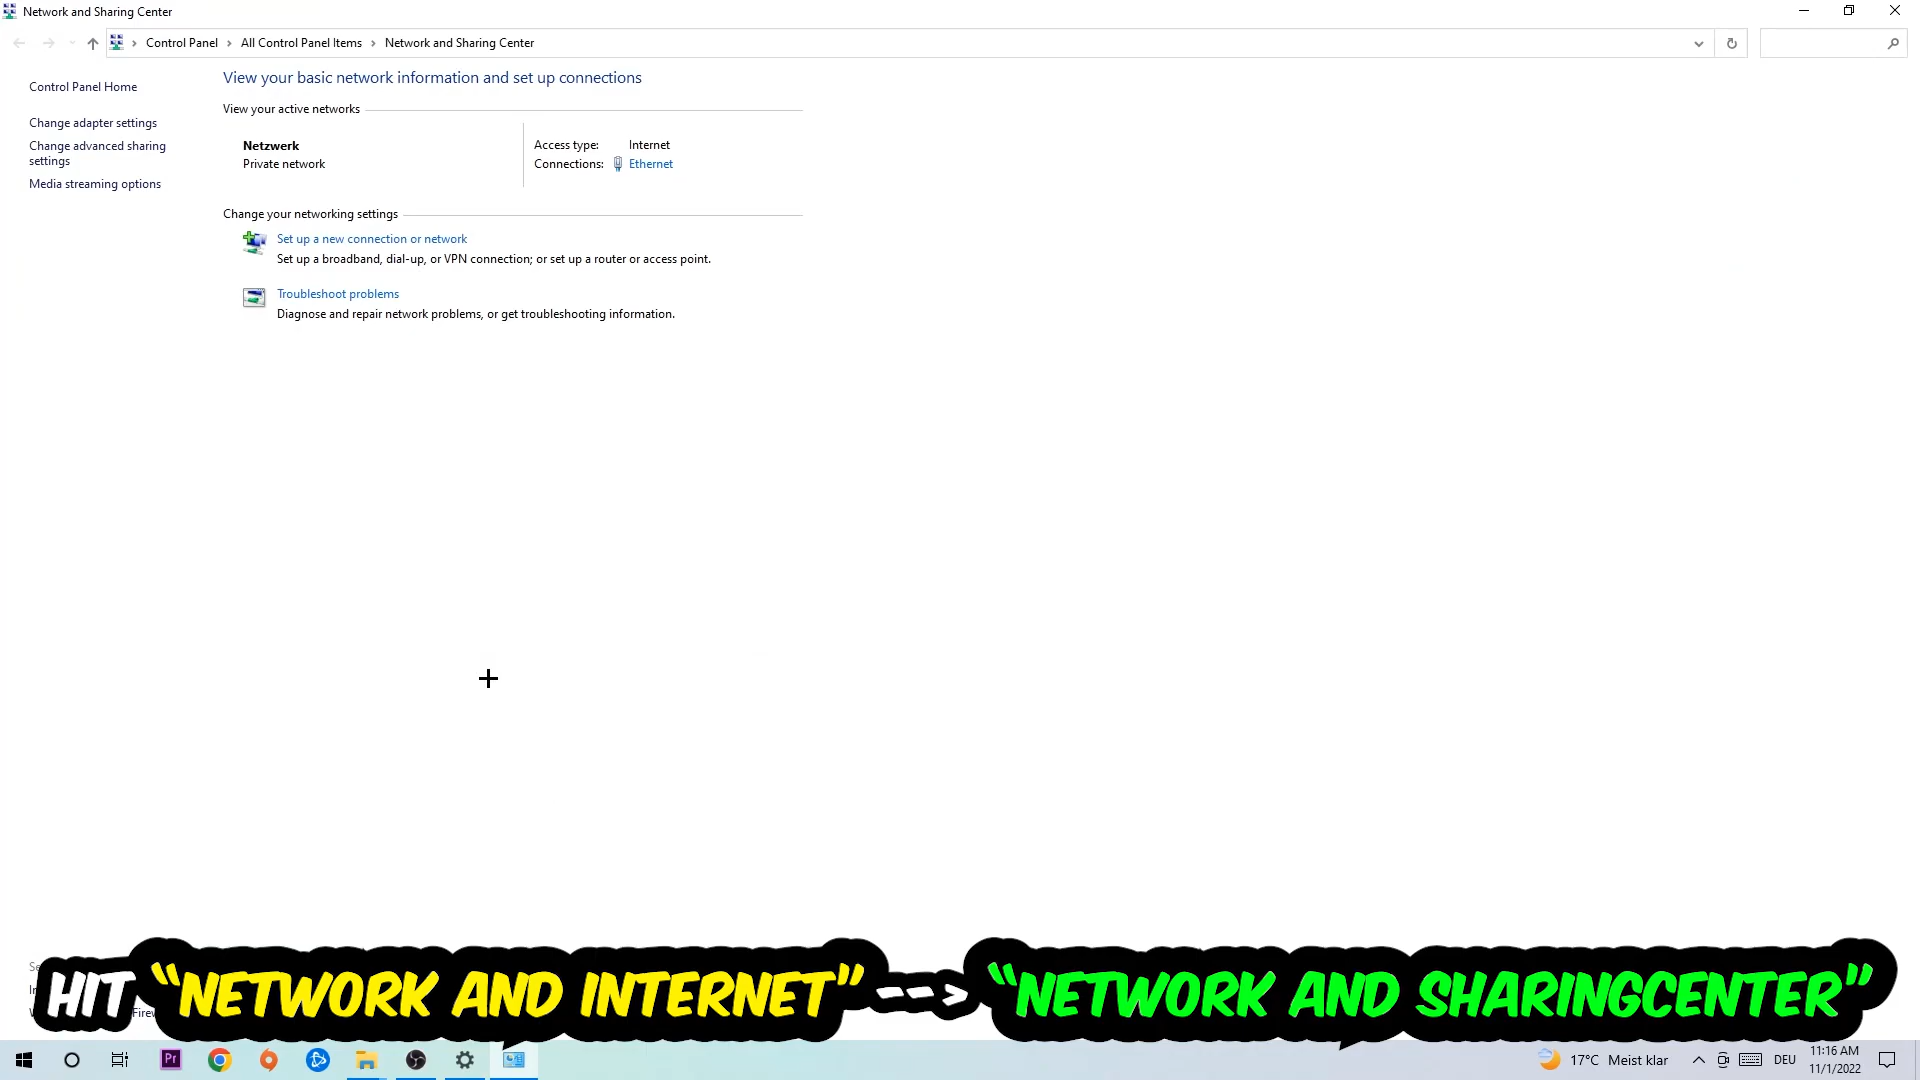 Network and Sharing Center
Control Panel › All Control Panel Items › Network and Sharing Center
Control Panel Home
Change adapter settings
Change advanced sharing
settings
Media streaming options
View your basic network information and set up connections
View your active networks
Netzwerk
Private network
Access type: Internet
Connections: Ethernet
Change your networking settings
Set up a new connection or network
Set up a broadband, dial-up, or VPN connection; or set up a router or access point.
Troubleshoot problems
Diagnose and repair network problems, or get troubleshooting information.
HIT “NETWORK AND INTERNET” ---> “NETWORK AND SHARINGCENTER”
Pr
17°C Meist klar
DEU
11:16 AM
11/1/2022